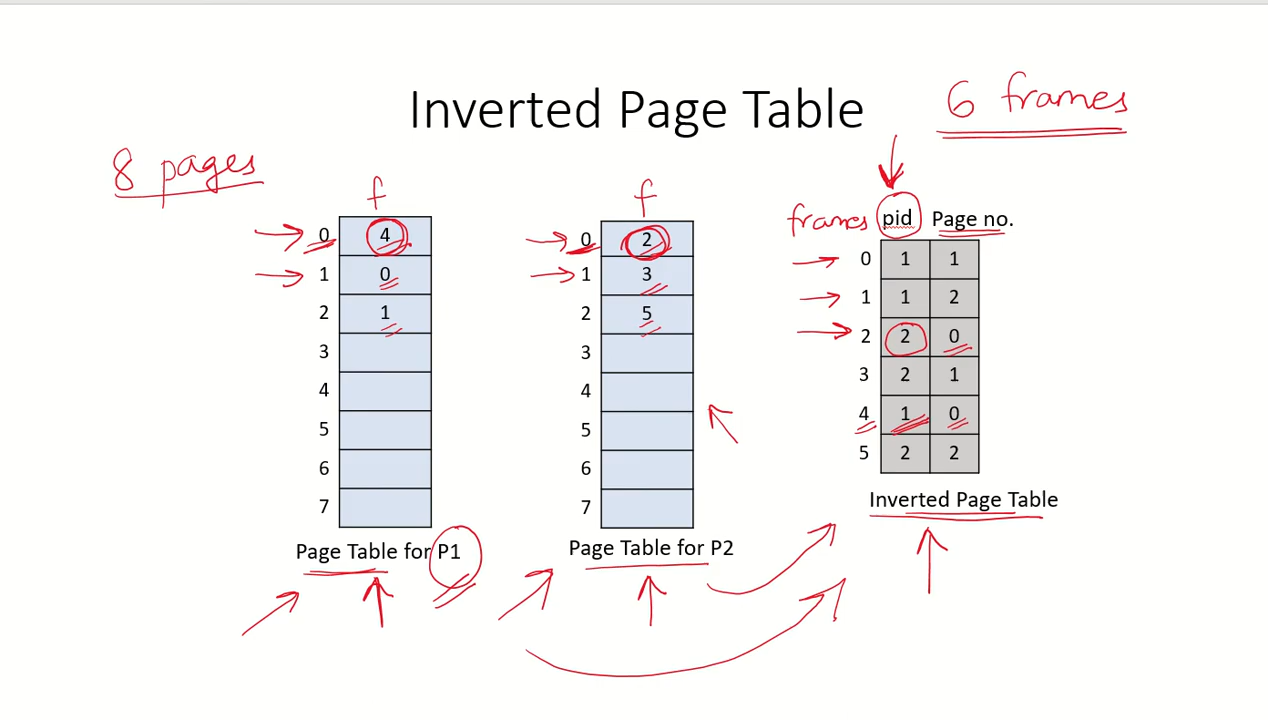 Inverted Page Table
6 frames
8 pages
f
0 4
1 0
2 1
3
4
5
6
7
Page Table for P1
f
0 2
1 3
2 5
3
4
5
6
7
Page Table for P2
frames pid Page no.
0 1 1
1 1 2
2 2 0
3 2 1
4 1 0
5 2 2
Inverted Page Table